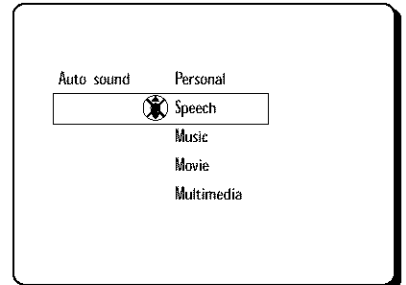 Auto sound Personal
Speech
Music
Movie
Multimedia